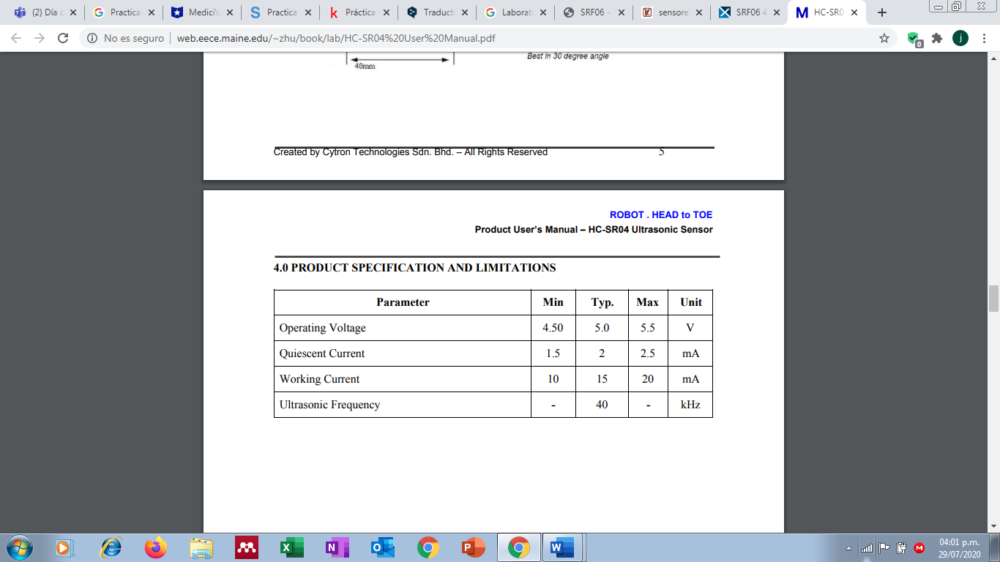 (2) Día
Practica
Medici\
Practica
Práctica
Traduct
Laborat
SRF06 -
sensore
SRF06 4
HC-SR0
No es seguro | web.eece.maine.edu/~zhu/book/lab/HC-SR04%20User%20Manual.pdf
0
j
40mm
Best in 30 degree angle
Created by Cytron Technologies Sdn. Bhd. – All Rights Reserved 5
ROBOT . HEAD to TOE
Product User's Manual – HC-SR04 Ultrasonic Sensor
4.0 PRODUCT SPECIFICATION AND LIMITATIONS
Parameter Min Typ. Max Unit
Operating Voltage 4.50 5.0 5.5 V
Quiescent Current 1.5 2 2.5 mA
Working Current 10 15 20 mA
Ultrasonic Frequency - 40 - kHz
04:01 p.m.
29/07/2020